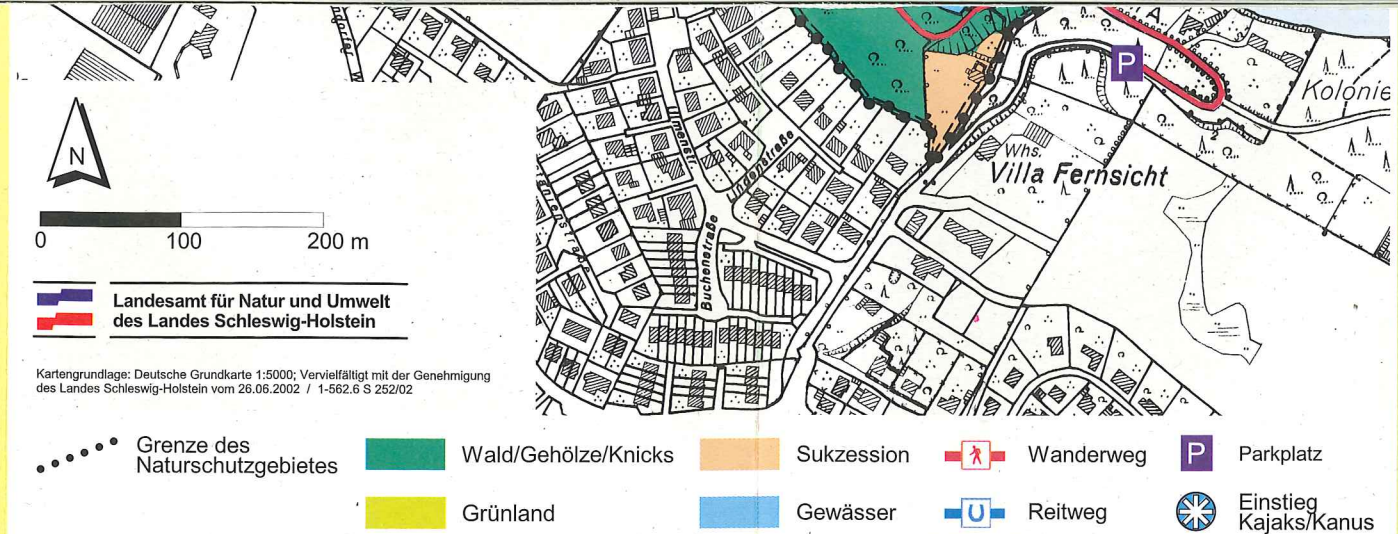 P
A.
Kolonie
Ulmenstr
Lindenstraße
Whs.
Villa Fernsicht
2
Buchenstraße
N
0 100 200 m
Landesamt für Natur und Umwelt
des Landes Schleswig-Holstein
Kartengrundlage: Deutsche Grundkarte 1:5000; Vervielfältigt mit der Genehmigung
des Landes Schleswig-Holstein vom 26.06.2002 / 1-562.6 S 252/02
Grenze des
Naturschutzgebietes
Wald/Gehölze/Knicks
Grünland
Sukzession
Gewässer
Wanderweg
Reitweg
P Parkplatz
Einstieg
Kajaks/Kanus